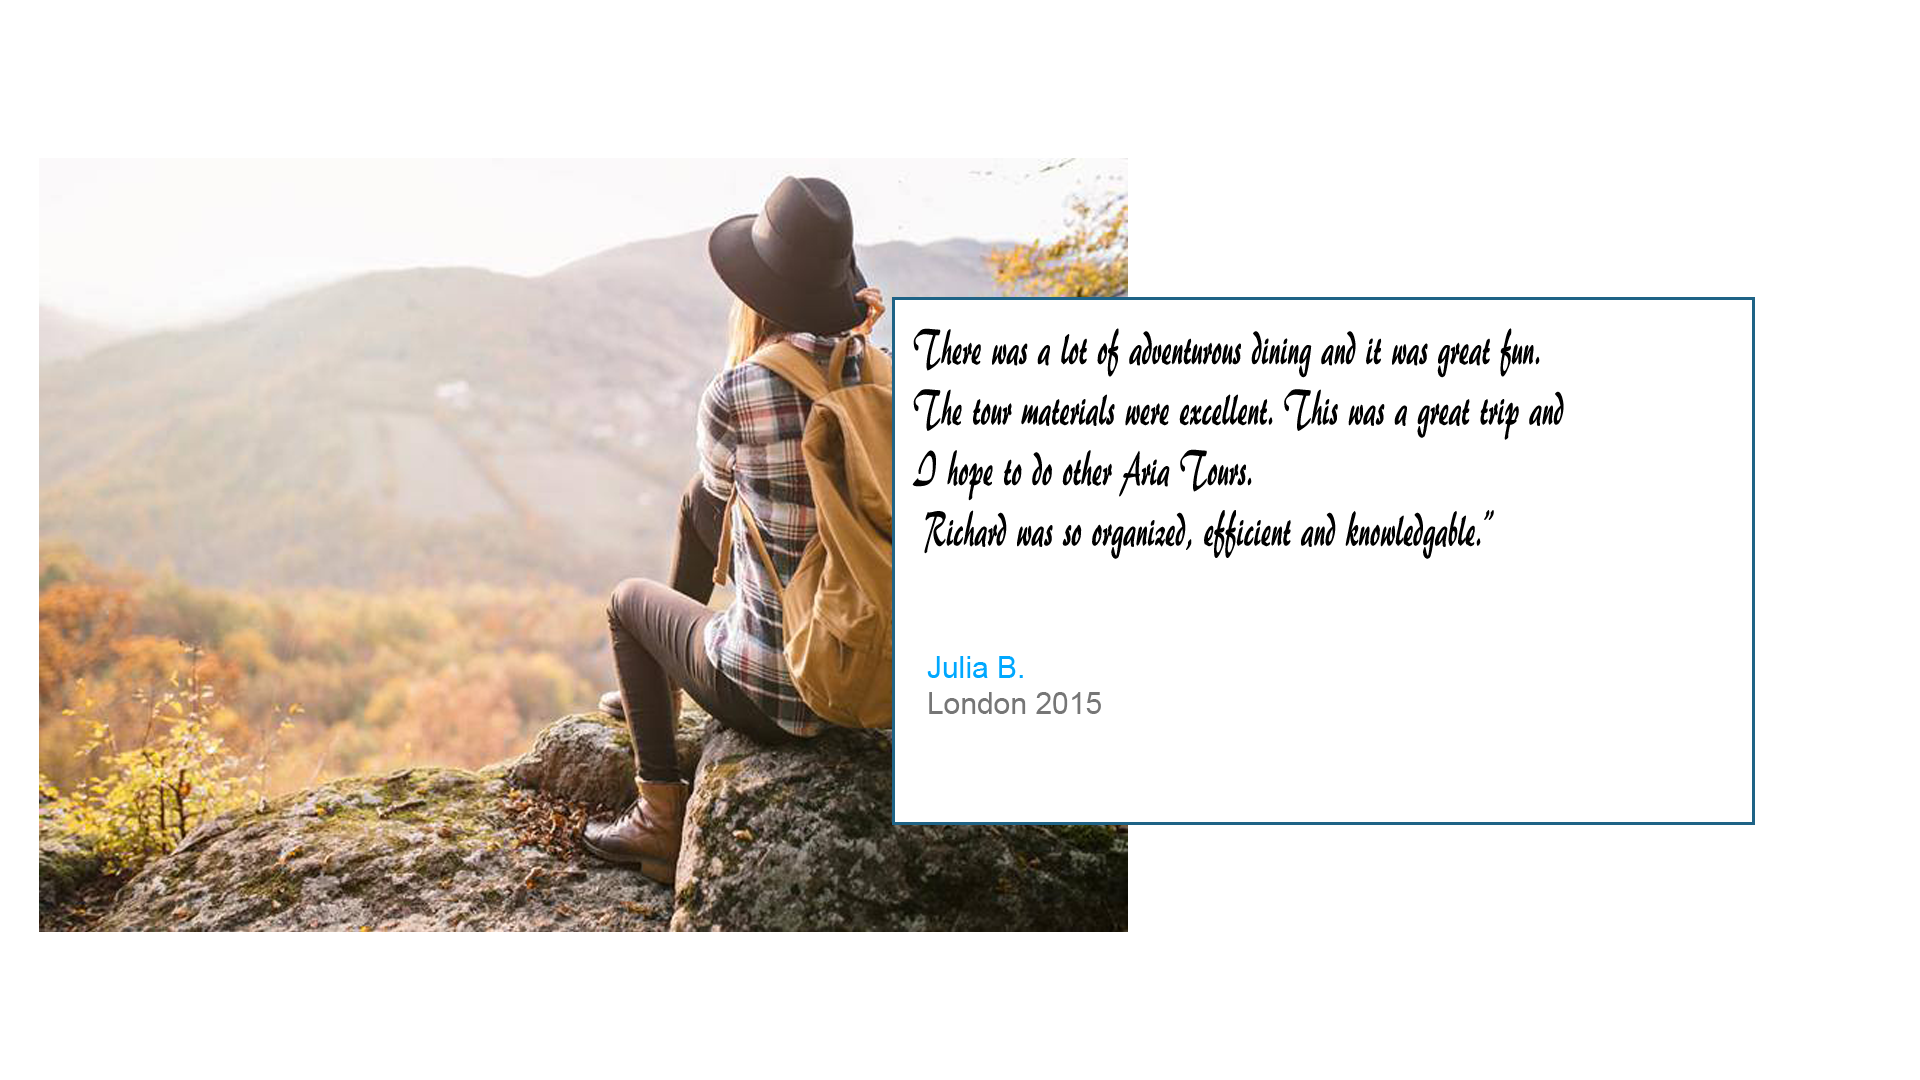 There was a lot of adventurous dining and it was great fun.
The tour materials were excellent. This was a great trip and
I hope to do other Aria Tours.
Richard was so organized, efficient and knowledgable.”
Julia B.
London 2015